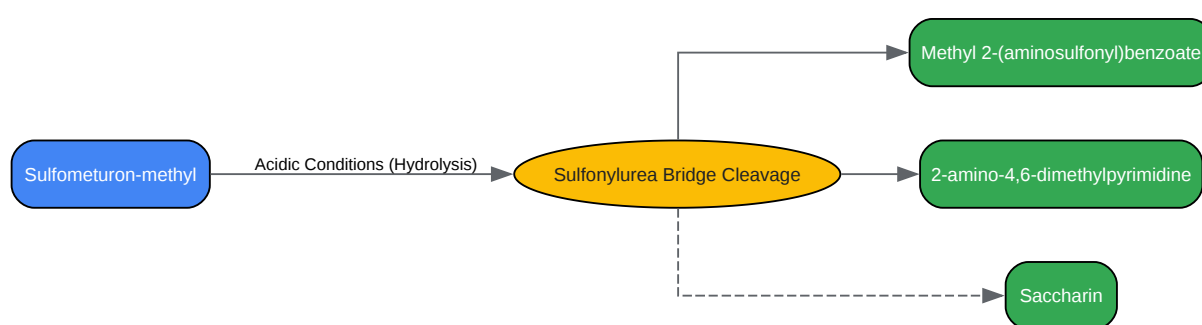 Methyl 2-(aminosulfonyl)benzoate
Sulfometuron-methyl
Acidic Conditions (Hydrolysis)
Sulfonylurea Bridge Cleavage
2-amino-4,6-dimethylpyrimidine
Saccharin